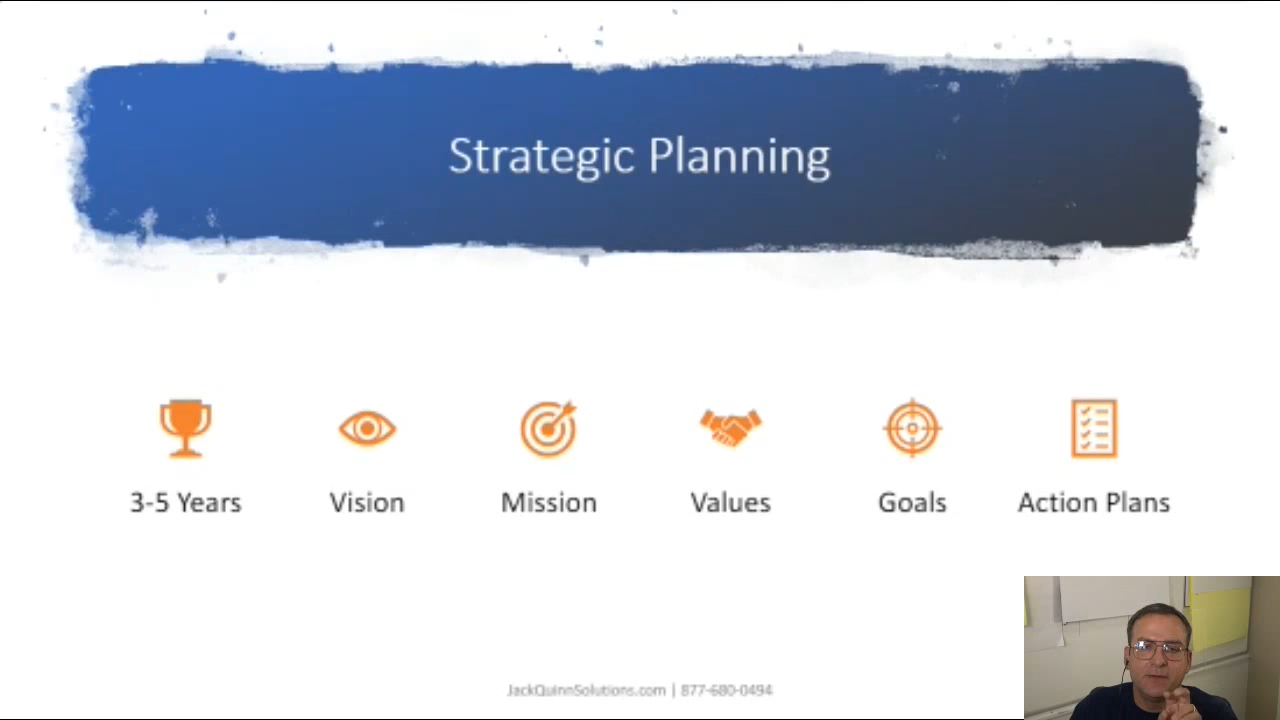 Strategic Planning
3-5 Years
Vision
Mission
Values
Goals
Action Plans
JackQuinnSolutions.com | 877-680-0494